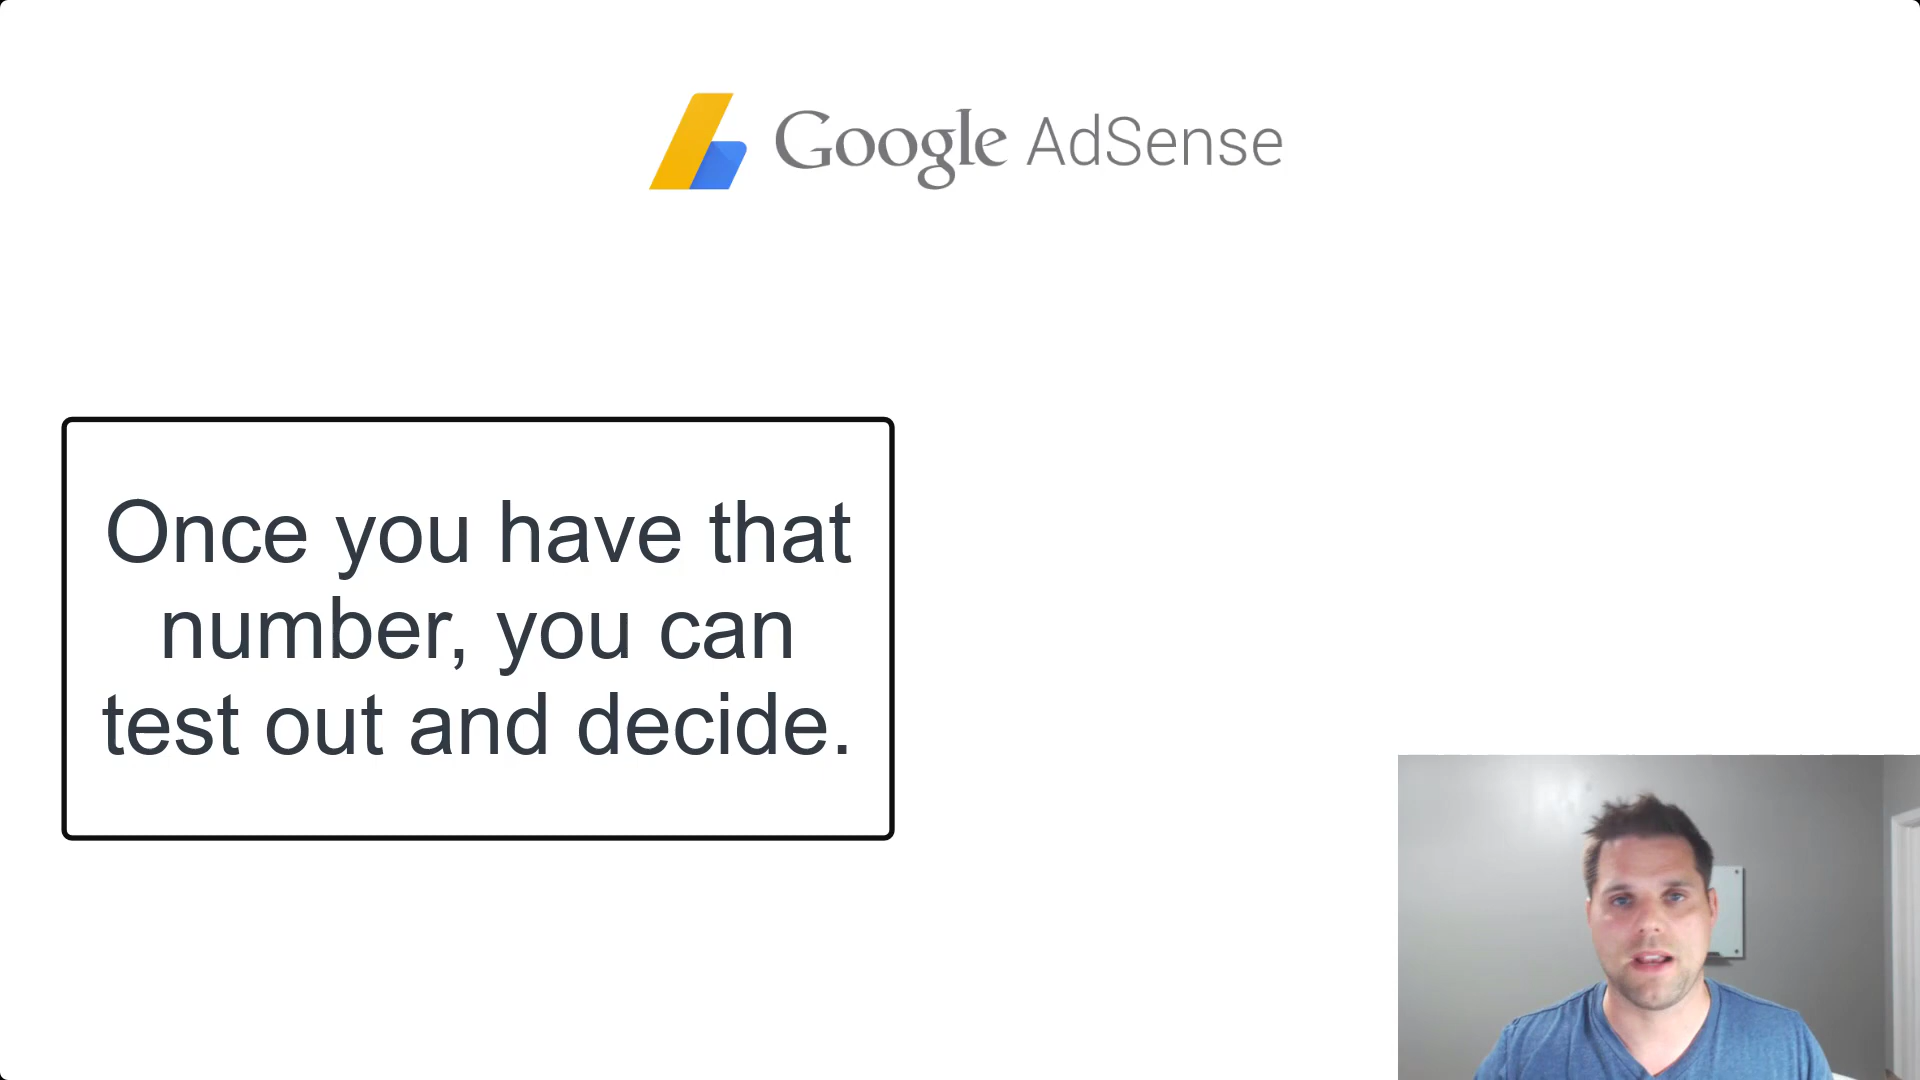 Google AdSense
Once you have that
number, you can
test out and decide.